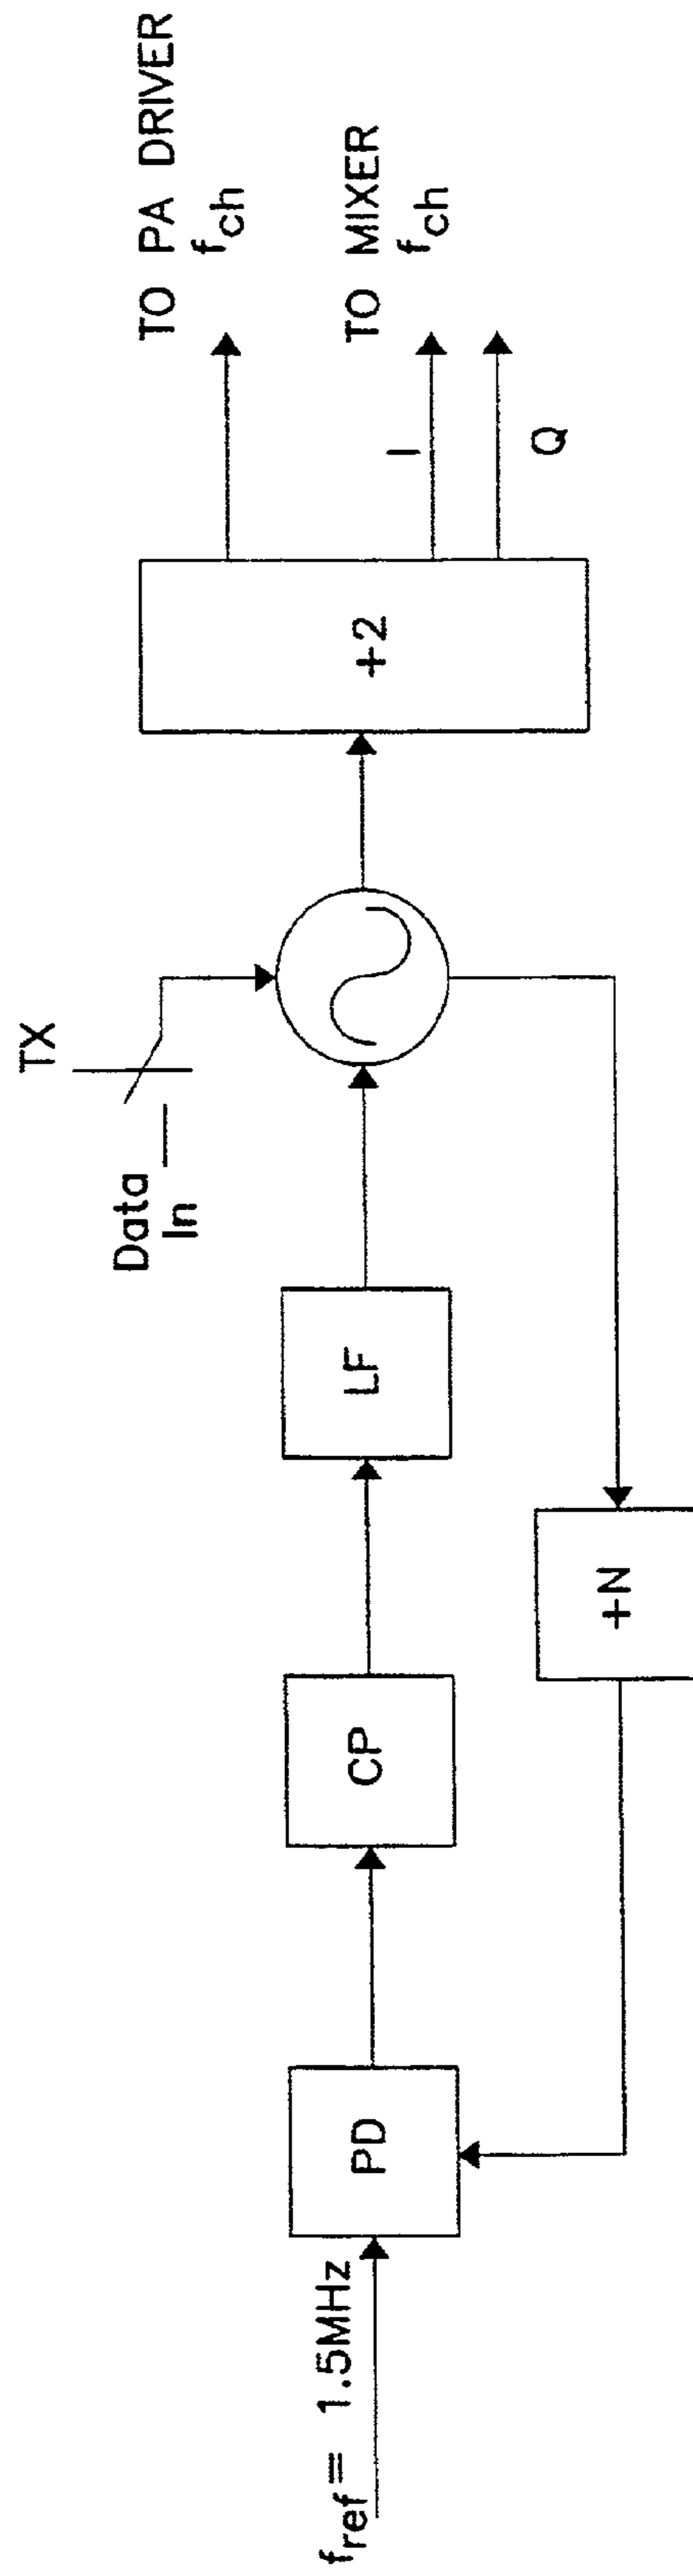 f_ref = 1.5MHz
PD
CP
LF
+N
Data
In
TX
+2
TO PA DRIVER
f_ch
I
TO MIXER
f_ch
Q